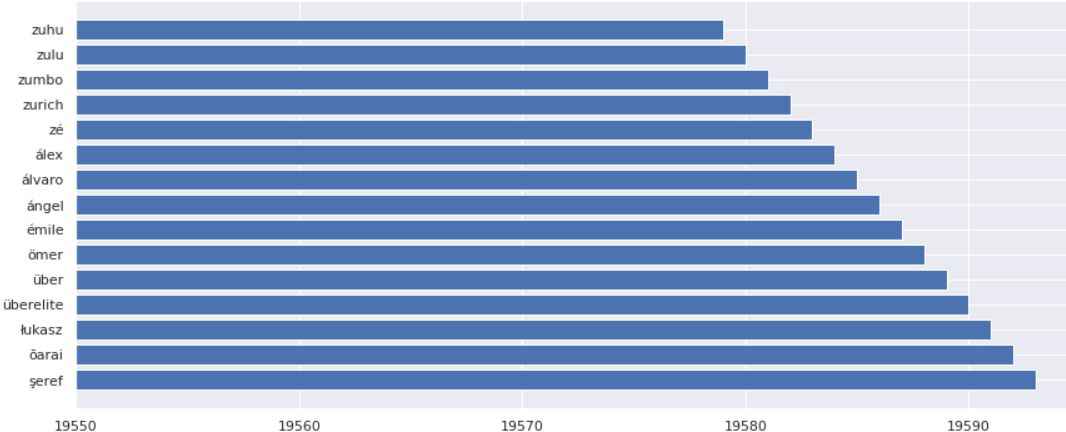 zuhu
zulu
zumbo
zurich
zé
álex
álvaro
ángel
émile
ömer
über
überelite
łukasz
ōarai
şeref
19550 19560 19570 19580 19590